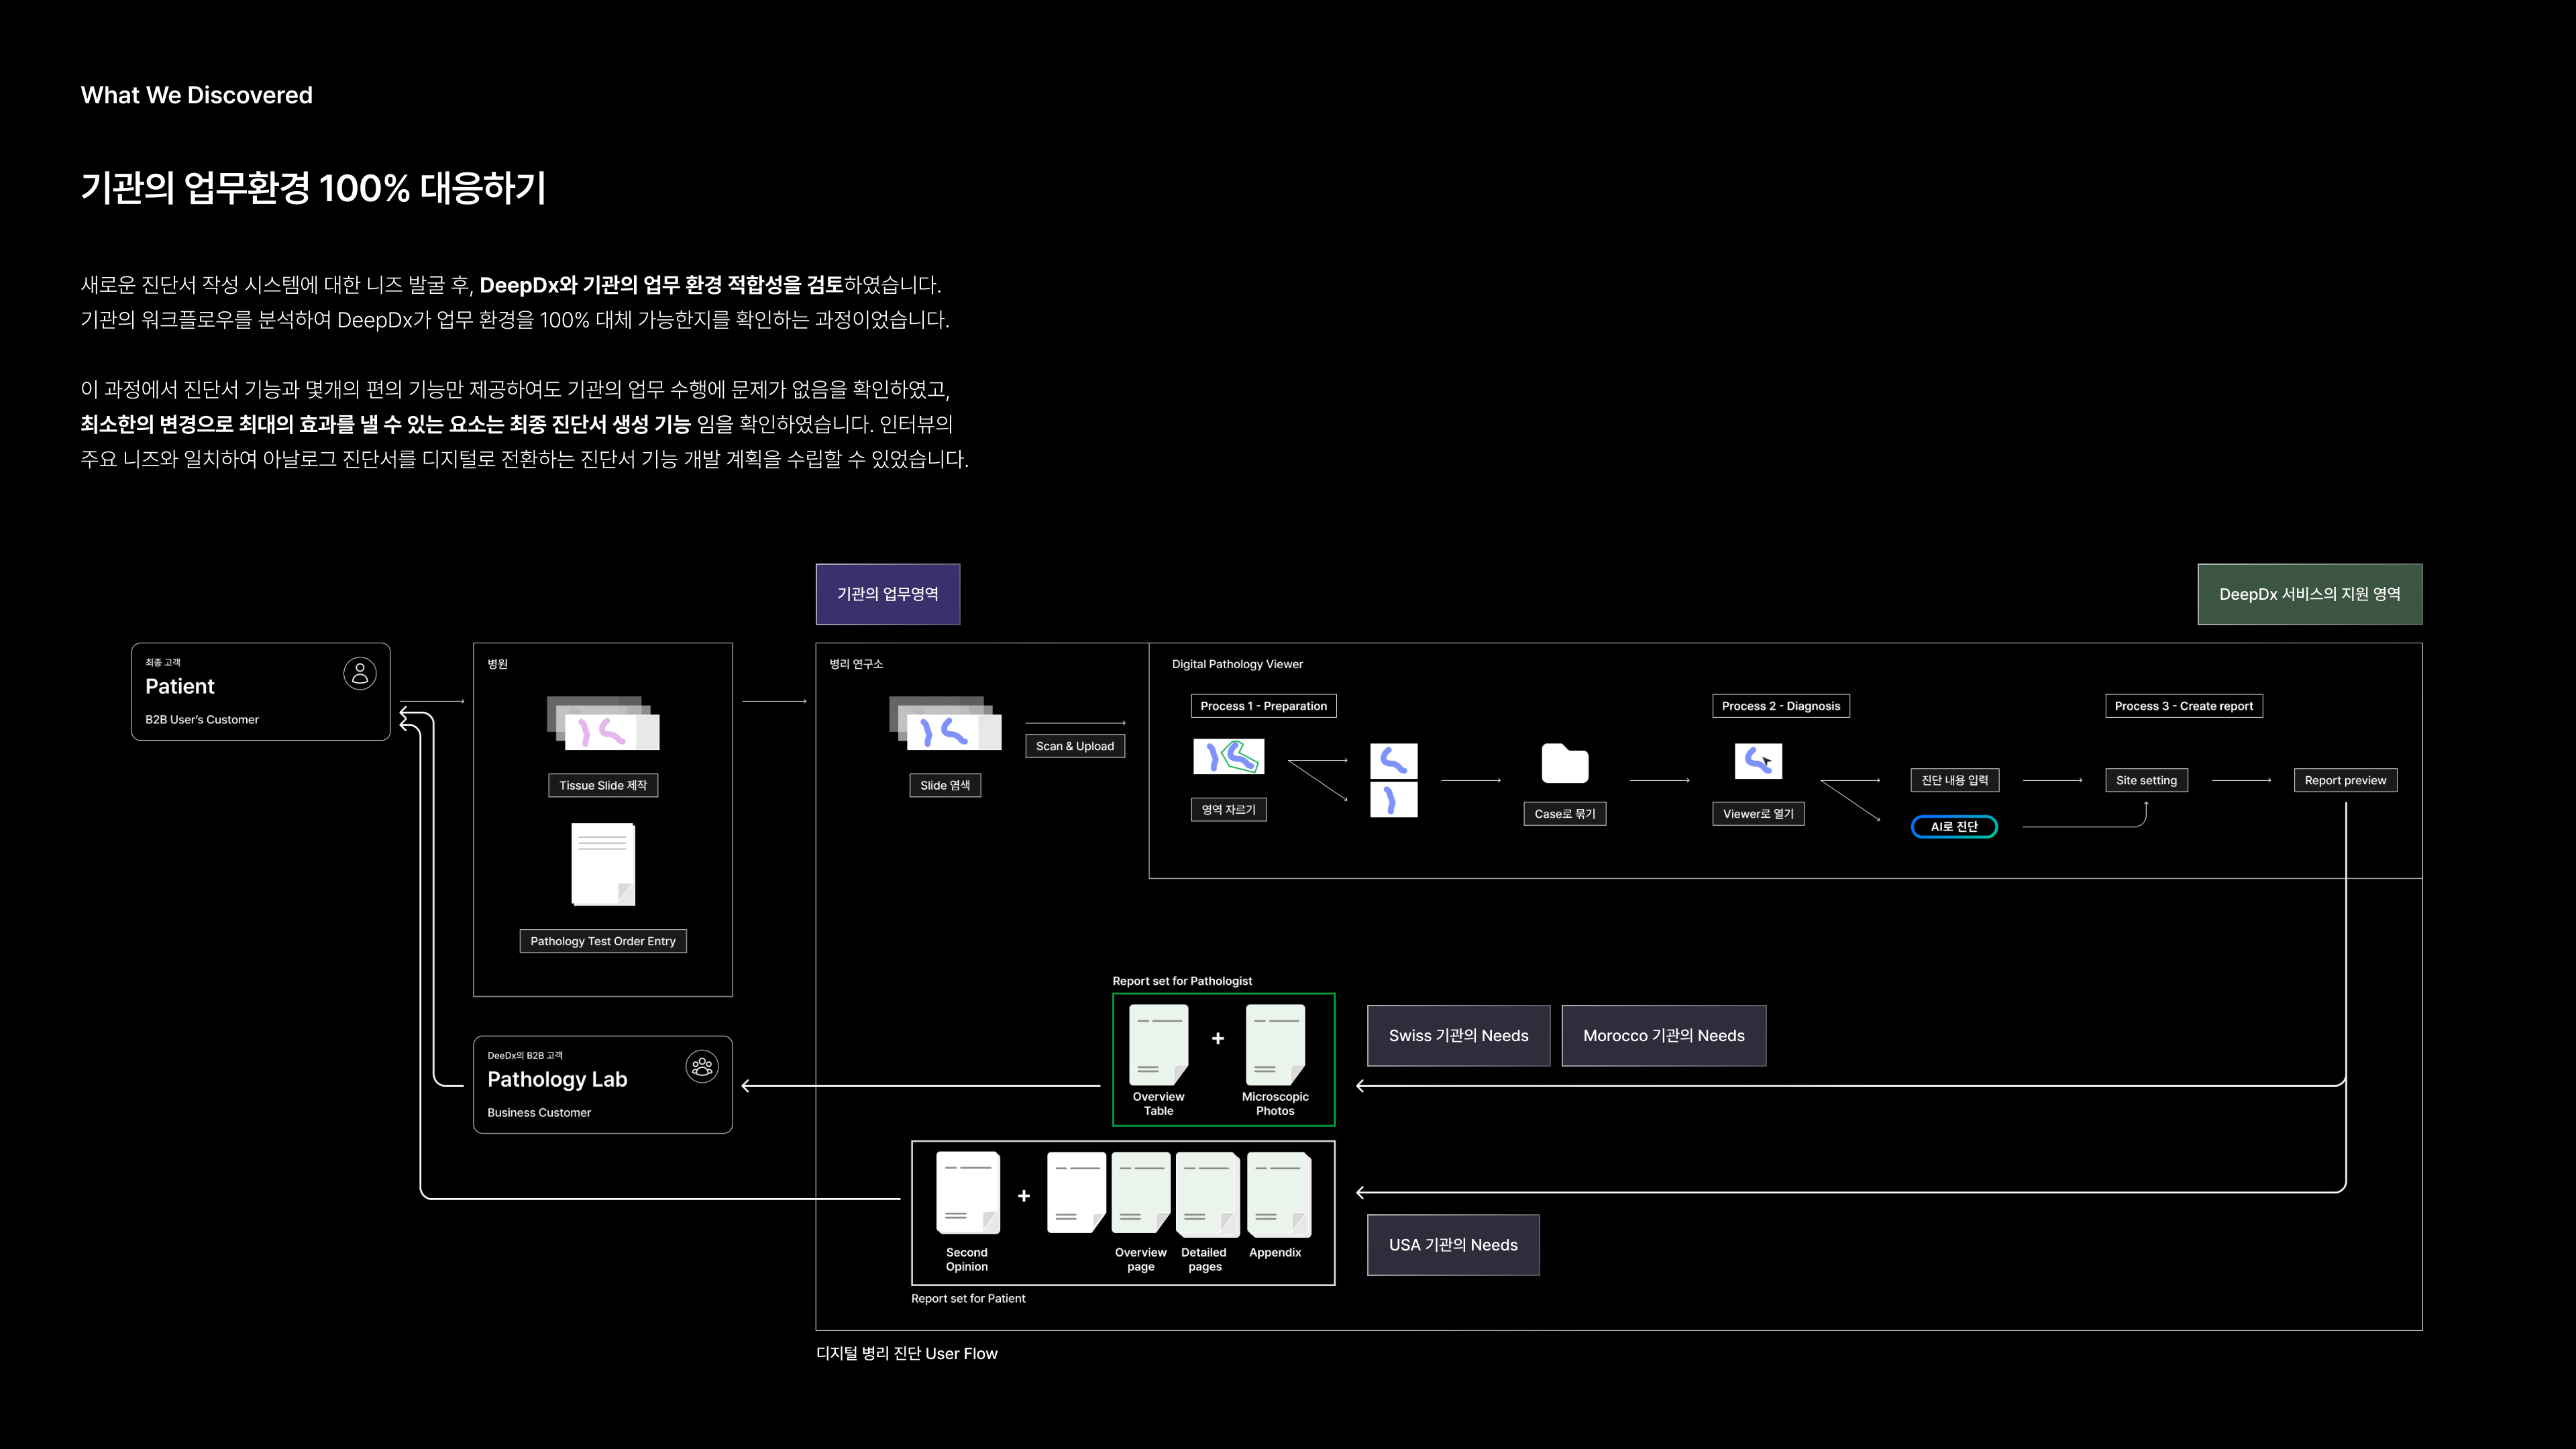 What We Discovered
기관의 업무환경 100% 대응하기
새로운 진단서 작성 시스템에 대한 니즈 발굴 후, DeepDx와 기관의 업무 환경 적합성을 검토하였습니다.
기관의 워크플로우를 분석하여 DeepDx가 업무 환경을 100% 대체 가능한지를 확인하는 과정이었습니다.
이 과정에서 진단서 기능과 몇개의 편의 기능만 제공하여도 기관의 업무 수행에 문제가 없음을 확인하였고,
최소한의 변경으로 최대의 효과를 낼 수 있는 요소는 최종 진단서 생성 기능 임을 확인하였습니다. 인터뷰의
주요 니즈와 일치하여 아날로그 진단서를 디지털로 전환하는 진단서 기능 개발 계획을 수립할 수 있었습니다.
기관의 업무영역
DeepDx 서비스의 지원 영역
최종 고객
Patient
B2B User's Customer
병원
Tissue Slide 제작
Pathology Test Order Entry
병리 연구소
Slide 염색
Scan & Upload
Digital Pathology Viewer
Process 1 - Preparation
영역 자르기
Case로 묶기
Process 2 - Diagnosis
Viewer로 열기
진단 내용 입력
AI로 진단
Process 3 - Create report
Site setting
Report preview
DeeDx의 B2B 고객
Pathology Lab
Business Customer
Report set for Pathologist
+
Overview
Table
Microscopic
Photos
Swiss 기관의 Needs
Morocco 기관의 Needs
+
Second
Opinion
Overview
page
Detailed
pages
Appendix
Report set for Patient
USA 기관의 Needs
디지털 병리 진단 User Flow